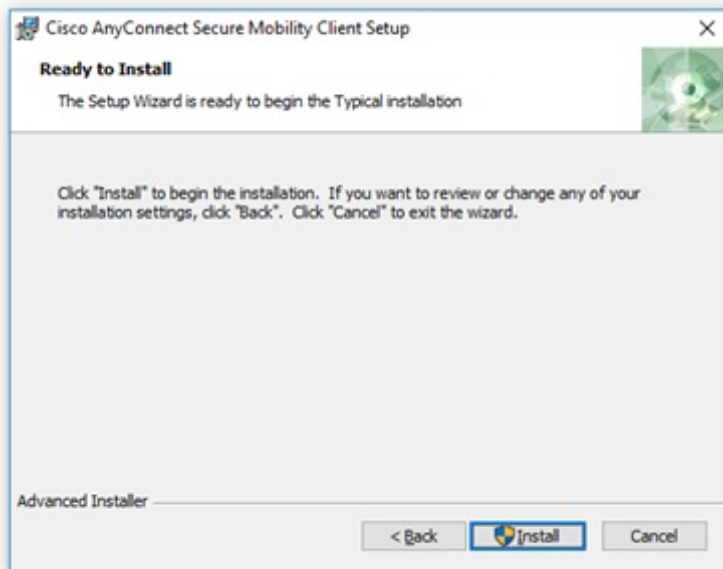 Cisco AnyConnect Secure Mobility Client Setup
Ready to Install
The Setup Wizard is ready to begin the Typical installation
Click "Install" to begin the installation. If you want to review or change any of your
installation settings, click "Back". Click "Cancel" to exit the wizard.
Advanced Installer
< Back
Install
Cancel